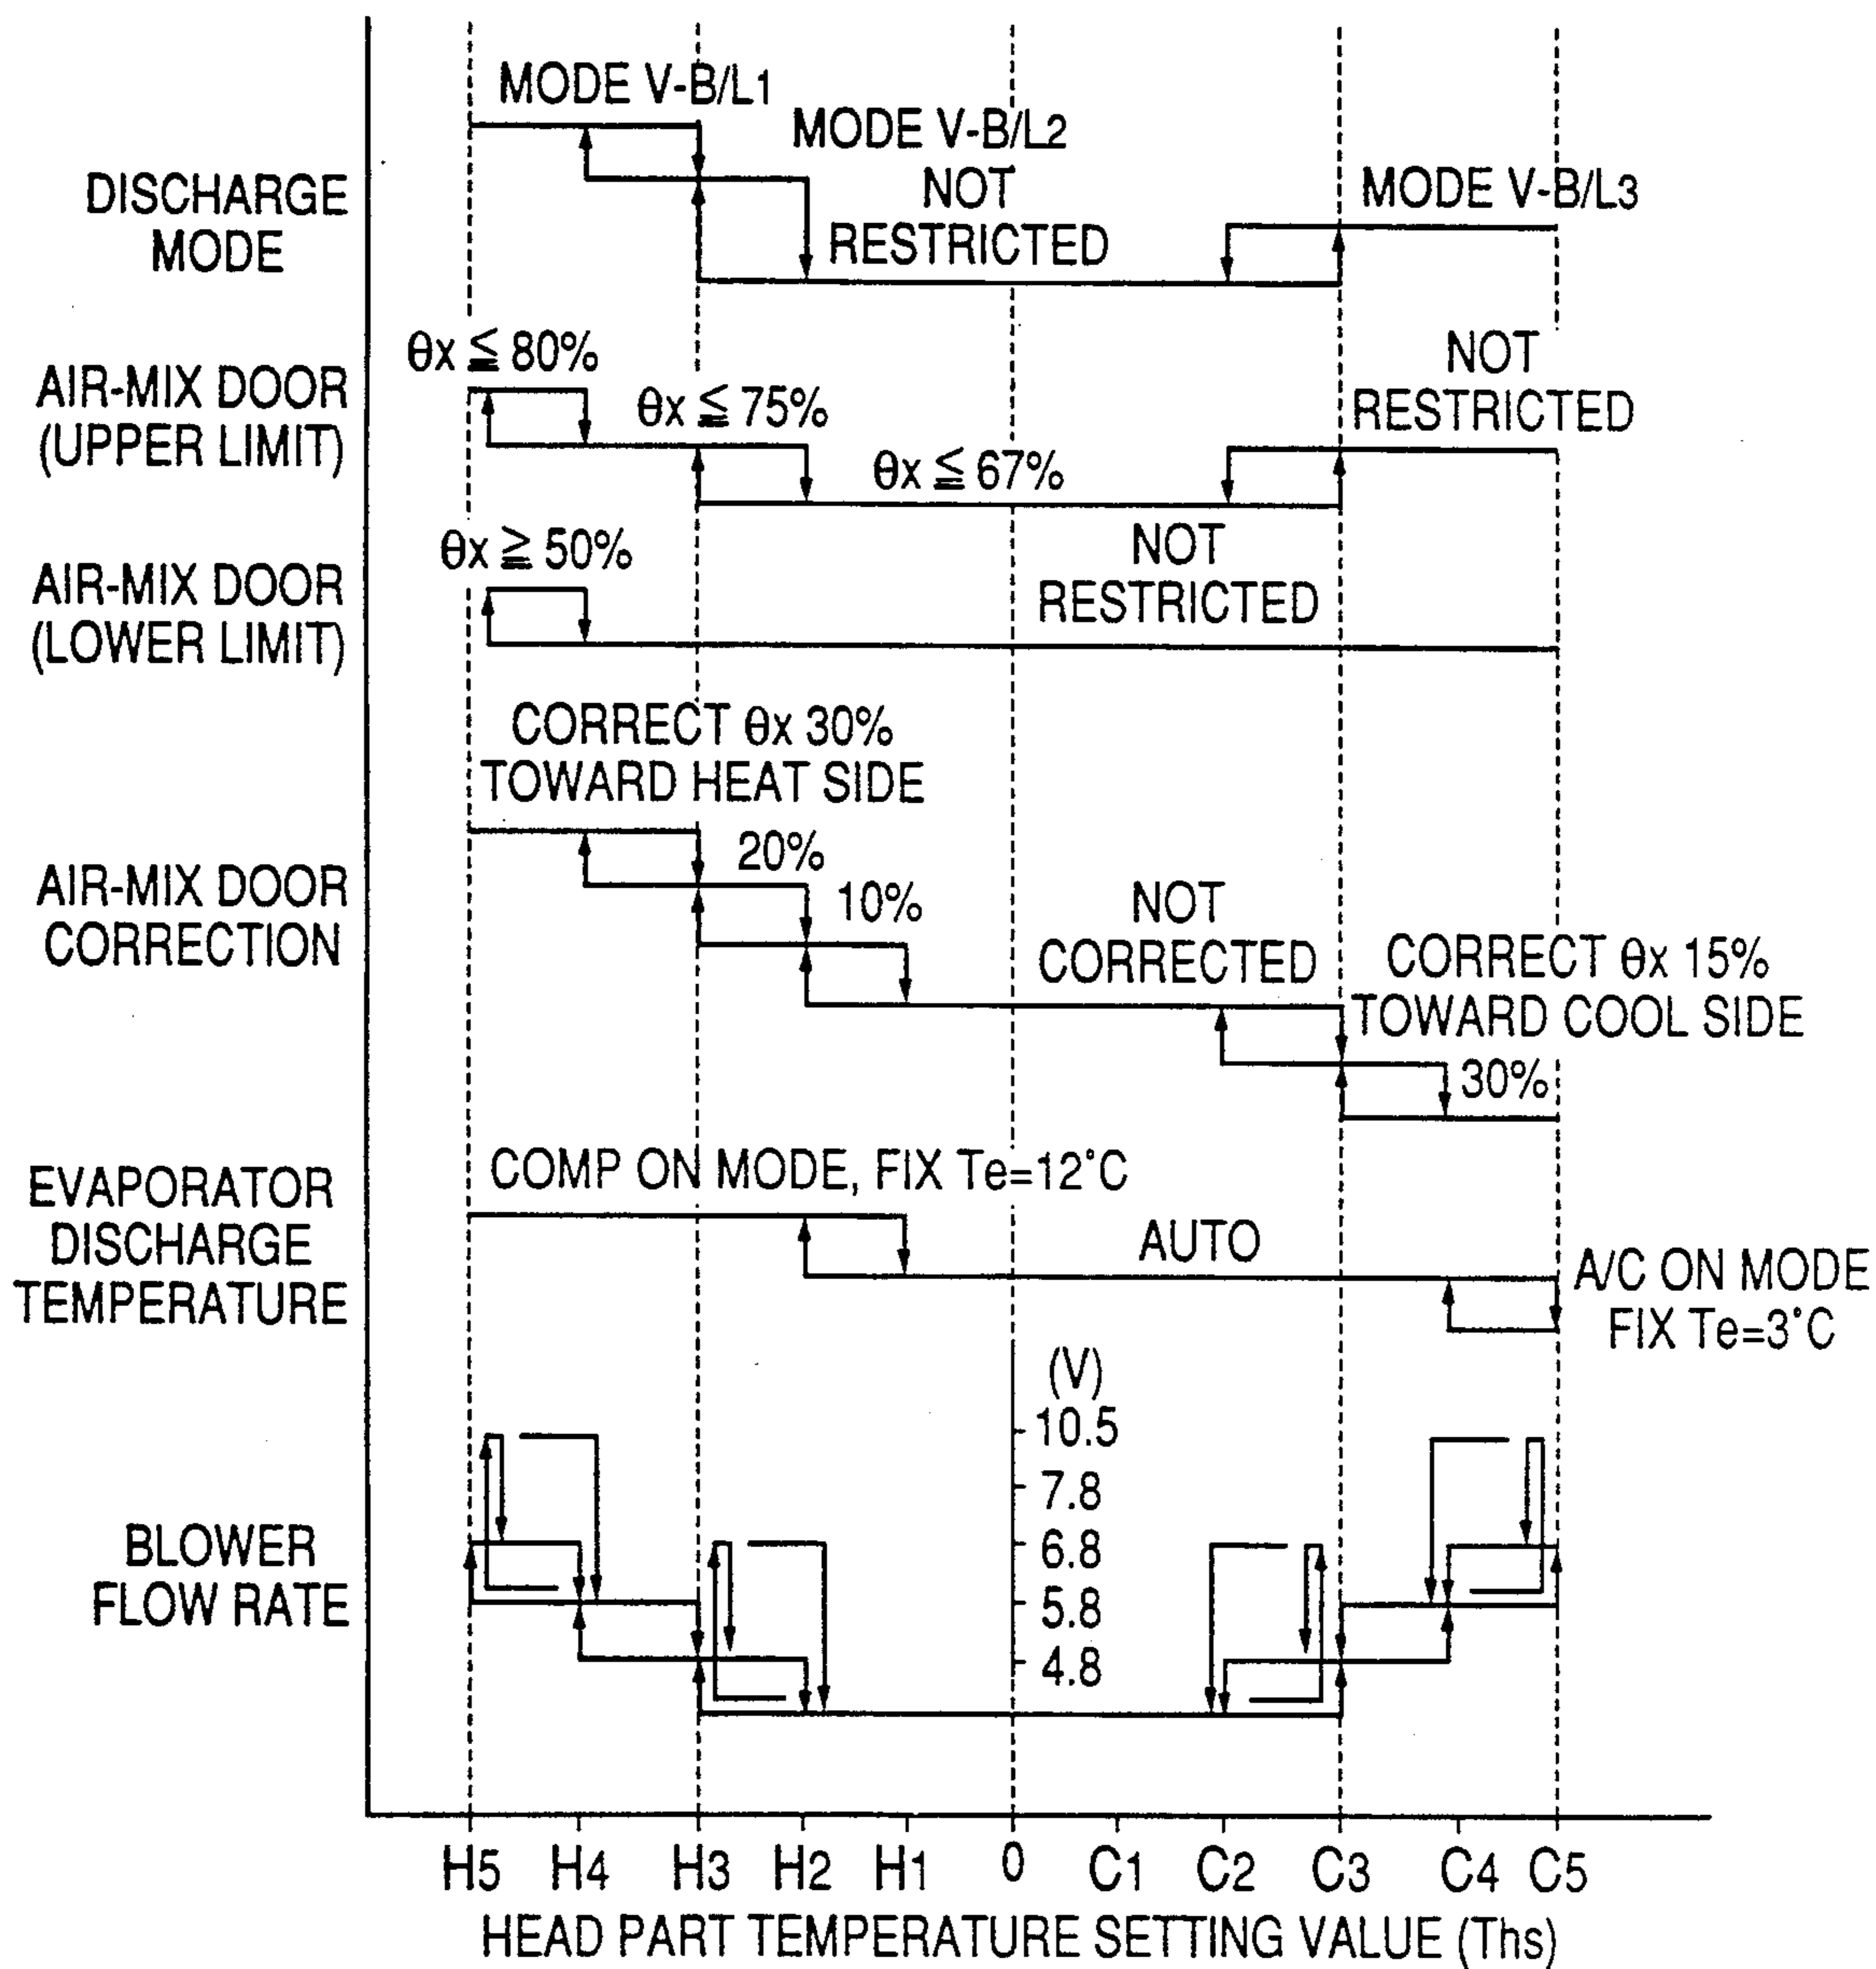 MODE V-B/L1
MODE V-B/L2
NOT
RESTRICTED
MODE V-B/L3
DISCHARGE
MODE
θx ≦ 80%
θx ≦ 75%
θx ≦ 67%
NOT
RESTRICTED
AIR-MIX DOOR
(UPPER LIMIT)
θx ≧ 50%
NOT
RESTRICTED
AIR-MIX DOOR
(LOWER LIMIT)
CORRECT θx 30%
TOWARD HEAT SIDE
20%
10%
NOT
CORRECTED
CORRECT θx 15%
TOWARD COOL SIDE
30%
AIR-MIX DOOR
CORRECTION
COMP ON MODE, FIX Te=12°C
AUTO
A/C ON MODE
FIX Te=3°C
EVAPORATOR
DISCHARGE
TEMPERATURE
(V)
10.5
7.8
6.8
5.8
4.8
BLOWER
FLOW RATE
H5 H4 H3 H2 H1 0 C1 C2 C3 C4 C5
HEAD PART TEMPERATURE SETTING VALUE (Ths)